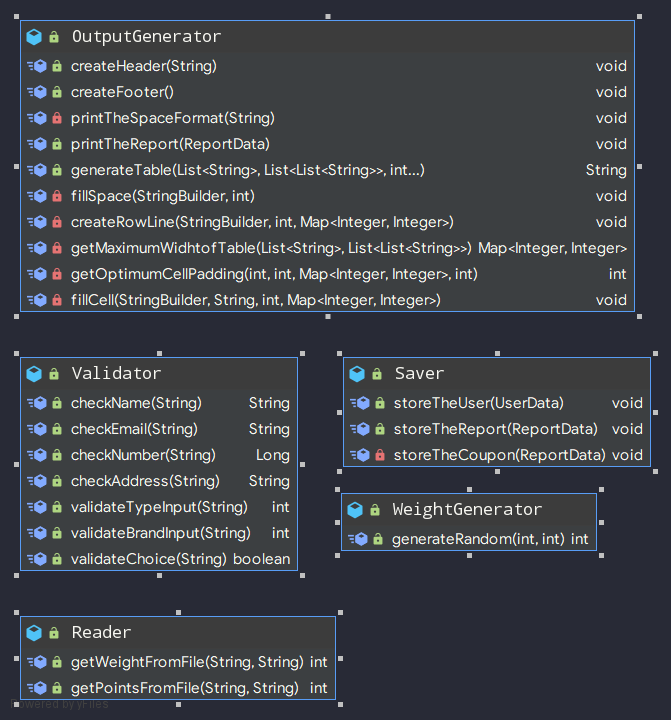 OutputGenerator
createHeader(String) void
createFooter() void
printTheSpaceFormat(String) void
printTheReport(ReportData) void
generateTable(List<String>, List<List<String>>, int...) String
fillSpace(StringBuilder, int) void
createRowLine(StringBuilder, int, Map<Integer, Integer>) void
getMaximumWidhtofTable(List<String>, List<List<String>>) Map<Integer, Integer>
getOptimumCellPadding(int, int, Map<Integer, Integer>, int) int
fillCell(StringBuilder, String, int, Map<Integer, Integer>) void
Validator
checkName(String) String
checkEmail(String) String
checkNumber(String) Long
checkAddress(String) String
validateTypeInput(String) int
validateBrandInput(String) int
validateChoice(String) boolean
Saver
storeTheUser(UserData) void
storeTheReport(ReportData) void
storeTheCoupon(ReportData) void
WeightGenerator
generateRandom(int, int) int
Reader
getWeightFromFile(String, String) int
getPointsFromFile(String, String) int
Powered by yFiles